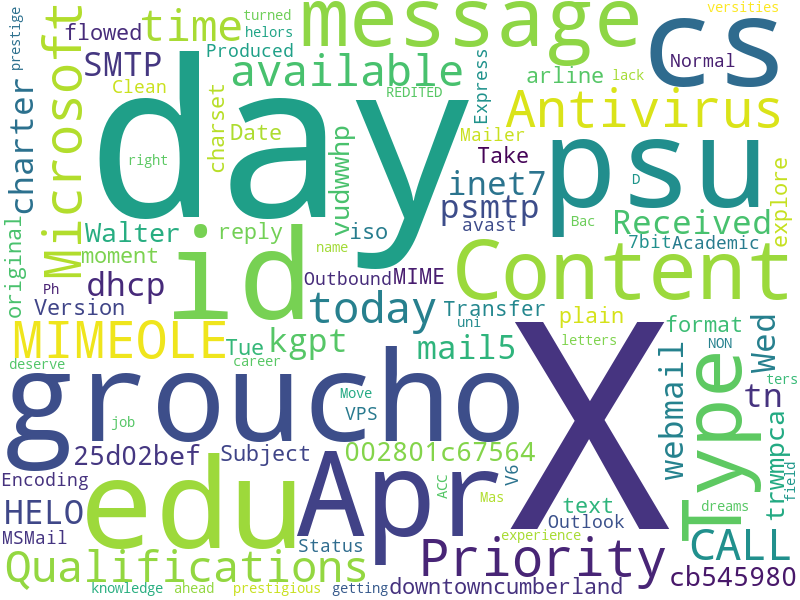 message
cs
day
psu
X
groucho
id
edu
Apr
Content
Type
Microsoft
time
available
Antivirus
Priority
Qualifications
MIMEOLE
today
CALL
Received
inet7
psmtp
SMTP
flowed
charter
turned
helors
Produced
prestige
Clean
charset
Date
vudwwhp
REDITED
Express
arline
lack
Normal
versities
Mailer
Take
avast
Bac
D
7bit
Academic
explore
original
Walter
reply
iso
right
moment
dhcp
Outbound
MIME
name
Version
Ph
Transfer
uni
plain
format
Wed
NON
letters
Tue
kgpt
mail5
webmail
tn
ters
trwmpca
field
deserve
career
Move
VPS
job
25d02bef
Subject
002801c67564
Encoding
HELO
MSMail
ACC
Mas
V6
text
Outlook
dreams
Status
experience
cb545980
knowledge
ahead
prestigious
getting
downtowncumberland